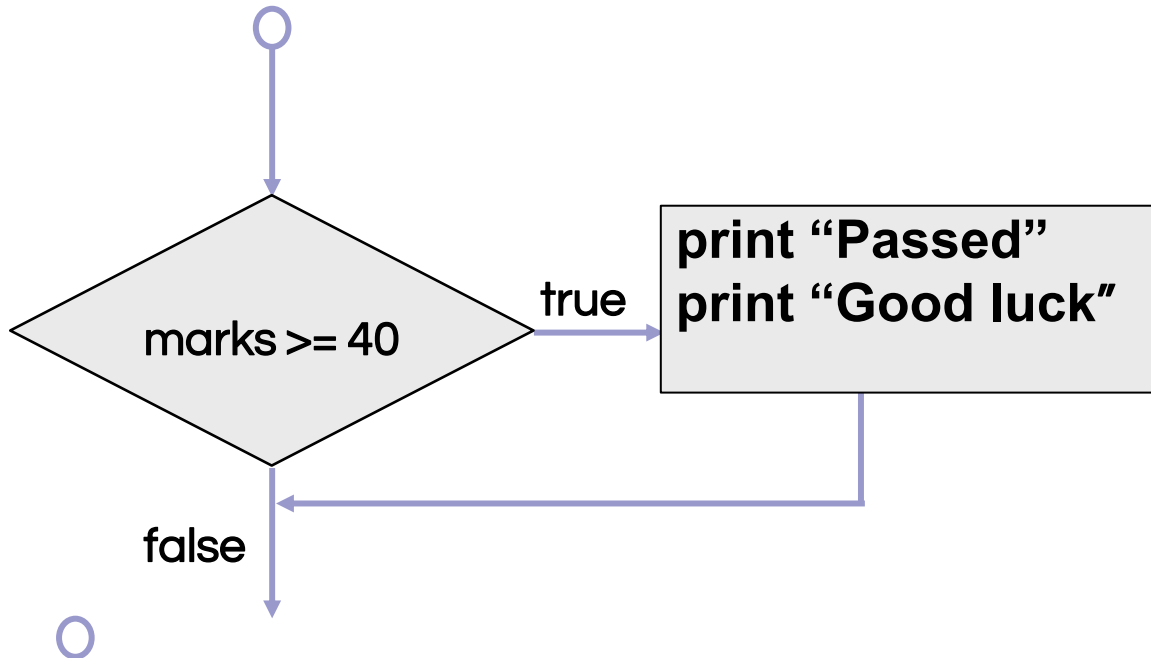 marks >= 40
true
print “Passed”
print “Good luck”
false